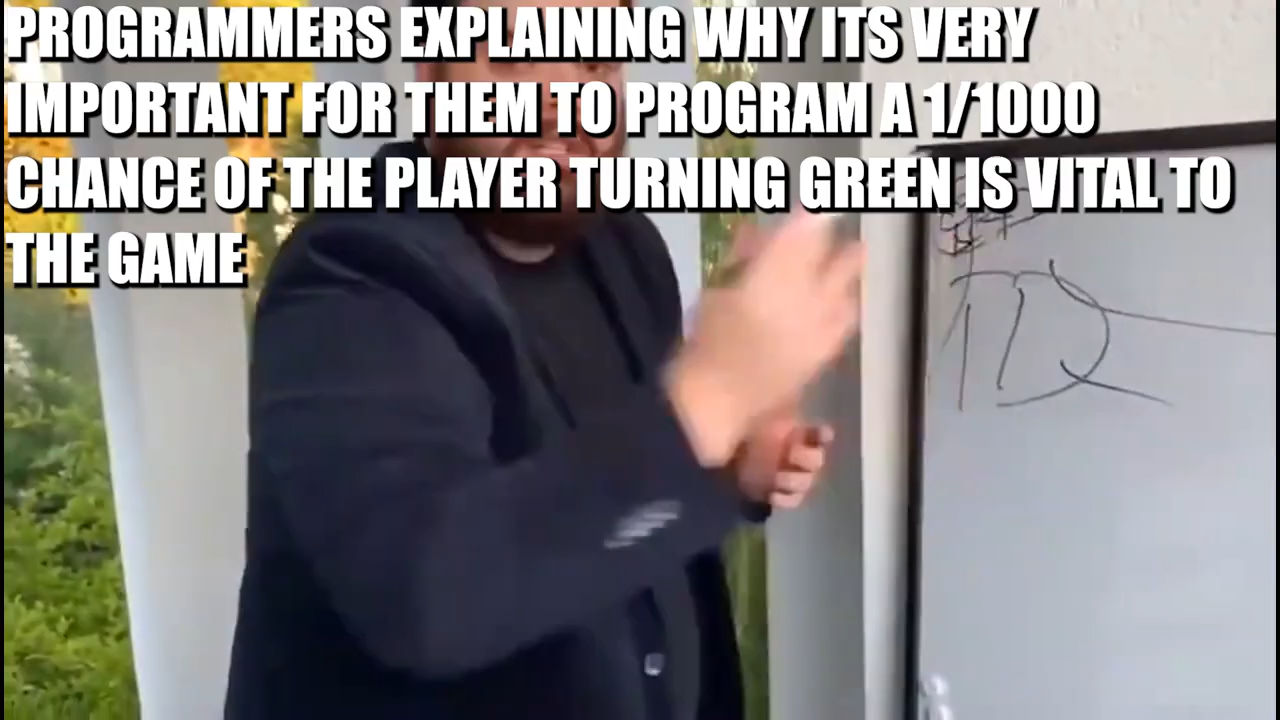 PROGRAMMERS EXPLAINING WHY ITS VERY
IMPORTANT FOR THEM TO PROGRAM A 1/1000
CHANCE OF THE PLAYER TURNING GREEN IS VITAL TO
THE GAME